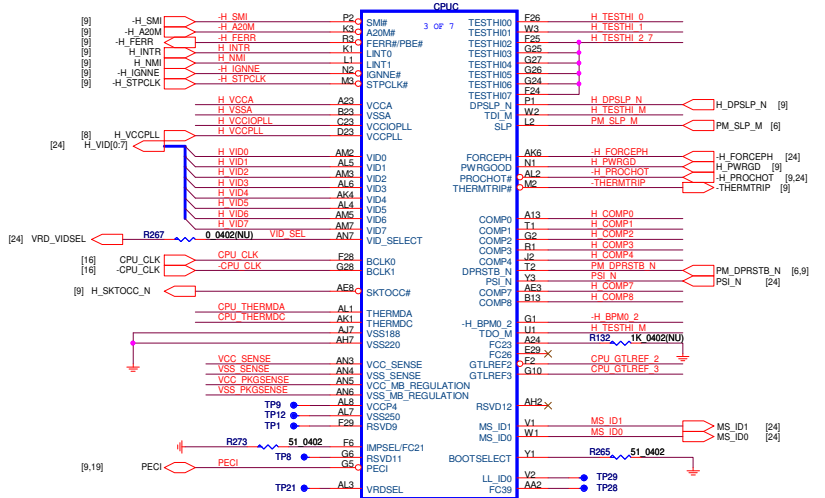 CPUC
3 OF 7
[9] -H_SMI -H_SMI P2 SMI#
[9] -H_A20M -H_A20M K3 A20M#
[9] -H_FERR -H_FERR R3 FERR#/PBE#
[9] H_INTR H_INTR K1 LINT0
[9] H_NMI H_NMI L1 LINT1
[9] -H_IGNNE -H_IGNNE N2 IGNNE#
[9] -H_STPCLK -H_STPCLK M3 STPCLK#
H_VCCA A23 VCCA
H_VSSA B23 VSSA
H_VCCIOPLL C23 VCCIOPLL
[8] H_VCCPLL H_VCCPLL D23 VCCPLL
[24] H_VID[0:7]
H_VID0 AM2 VID0
H_VID1 AL5 VID1
H_VID2 AM3 VID2
H_VID3 AL6 VID3
H_VID4 AK4 VID4
H_VID5 AL4 VID5
H_VID6 AM5 VID6
H_VID7 AM7 VID7
[24] VRD_VIDSEL R267 0_0402(NU) VID_SEL AN7 VID_SELECT
[16] CPU_CLK CPU_CLK F28 BCLK0
[16] -CPU_CLK -CPU_CLK G28 BCLK1
[9] H_SKTOCC_N AE8 SKTOCC#
CPU_THERMDA AL1 THERMDA
CPU_THERMDC AK1 THERMDC
AJ7 VSS188
AH7 VSS220
VCC_SENSE AN3 VCC_SENSE
VSS_SENSE AN4 VSS_SENSE
VCC_PKGSENSE AN5 VCC_MB_REGULATION
VSS_PKGSENSE AN6 VSS_MB_REGULATION
TP9 AL8 VCCP4
TP12 AL7 VSS250
TP1 F29 RSVD9
R273 51_0402 F6 IMPSEL/FC21
TP8 G6 RSVD11
[9,19] PECI PECI G5 PECI
TP21 AL3 VRDSEL
TESTHI00 F26 H_TESTHI_0
TESTHI01 W3 H_TESTHI_1
TESTHI02 F25 H_TESTHI_2_7
TESTHI03 G25
TESTHI04 G27
TESTHI05 G26
TESTHI06 G24
TESTHI07 F24
DPSLP_N P1 H_DPSLP_N H_DPSLP_N [9]
TDI_M W2 H_TESTHI_M
SLP L2 PM_SLP_M PM_SLP_M [6]
FORCEPH AK6 -H_FORCEPH -H_FORCEPH [24]
PWRGOOD N1 H_PWRGD H_PWRGD [9]
PROCHOT# AL2 -H_PROCHOT -H_PROCHOT [9,24]
THERMTRIP# M2 -THERMTRIP -THERMTRIP [9]
COMP0 A13 H_COMP0
COMP1 T1 H_COMP1
COMP2 G2 H_COMP2
COMP3 R1 H_COMP3
COMP4 J2 H_COMP4
DPRSTB_N T2 PM_DPRSTB_N PM_DPRSTB_N [6,9]
PSI_N Y3 PSI_N PSI_N [24]
COMP7 AE3 H_COMP7
COMP8 B13 H_COMP8
-H_BPM0_2 G1 -H_BPM0_2
TDO_M U1 H_TESTHI_M
FC23 A24 R132 1K_0402(NU)
FC26 E29
GTLREF2 F2 CPU_GTLREF_2
GTLREF3 G10 CPU_GTLREF_3
RSVD12 AH2
MS_ID1 V1 MS_ID1 MS_ID1 [24]
MS_ID0 W1 MS_ID0 MS_ID0 [24]
BOOTSELECT Y1 R265 51_0402
LL_ID0 V2 TP29
FC39 AA2 TP28